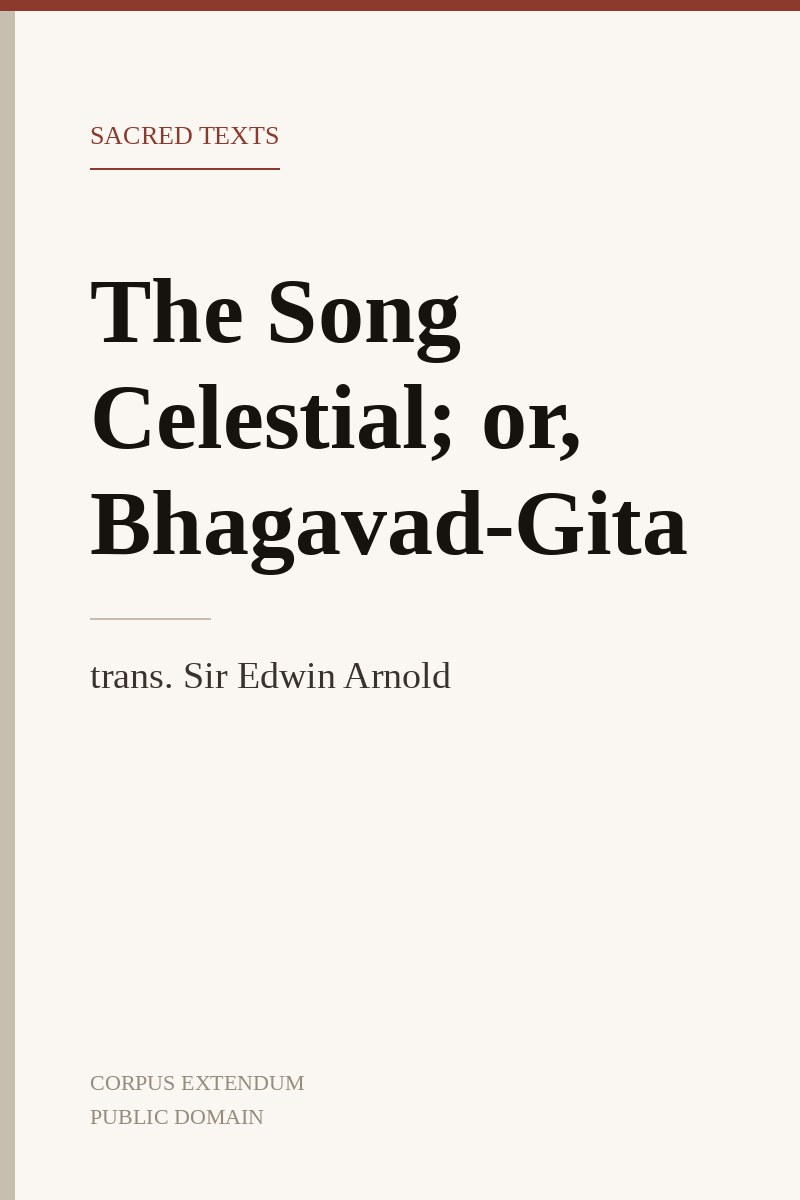 SACRED TEXTS
The Song
Celestial; or,
Bhagavad-Gita
trans. Sir Edwin Arnold
CORPUS EXTENDUM
PUBLIC DOMAIN